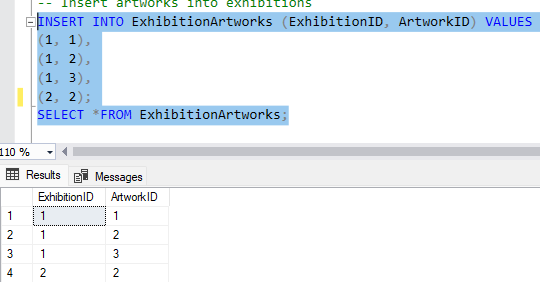 -- Insert artworks into exhibitions
INSERT INTO ExhibitionArtworks (ExhibitionID, ArtworkID) VALUES
(1, 1),
(1, 2),
(1, 3),
(2, 2);
SELECT *FROM ExhibitionArtworks;
110 %
Results Messages
ExhibitionID ArtworkID
1 1 1
2 1 2
3 1 3
4 2 2